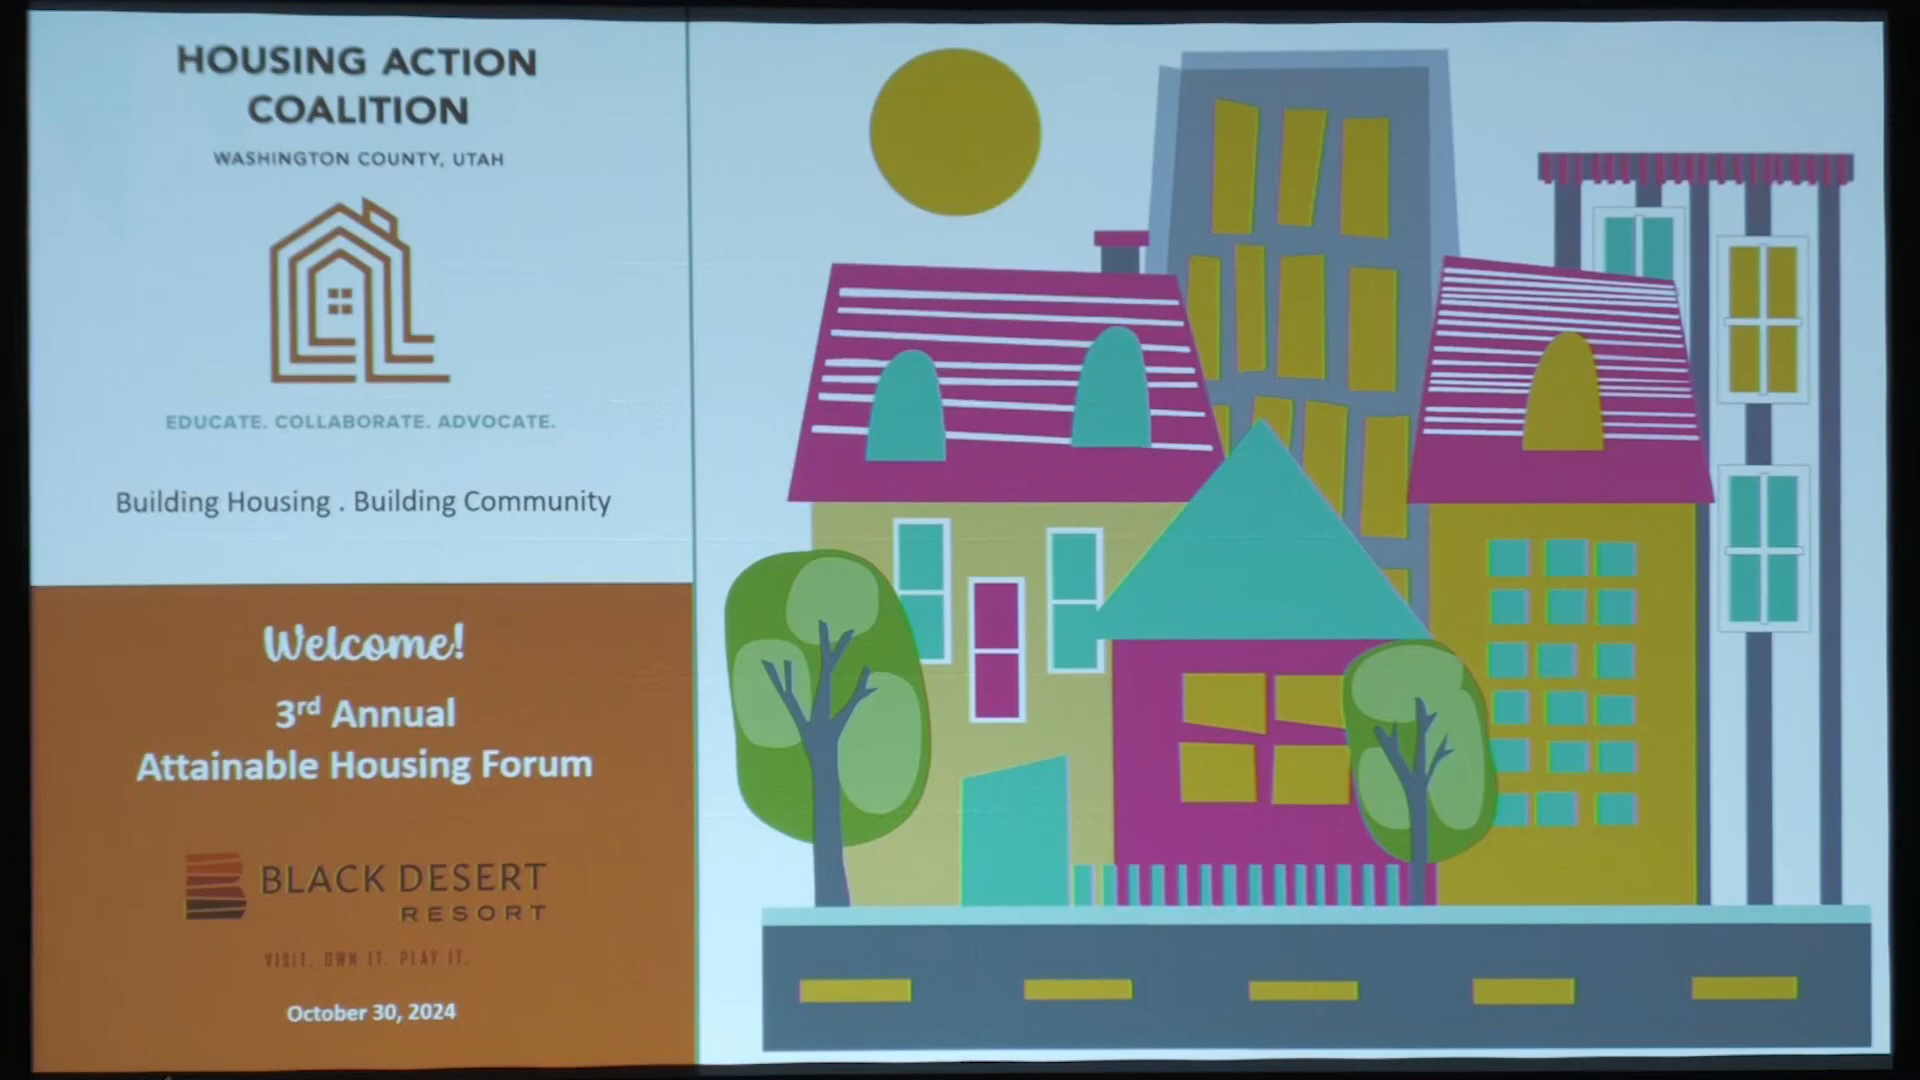 HOUSING ACTION
COALITION
WASHINGTON COUNTY, UTAH
EDUCATE. COLLABORATE. ADVOCATE.
Building Housing . Building Community
Welcome!
3rd Annual
Attainable Housing Forum
BLACK DESERT
RESORT
VISIT. OWN IT. PLAY IT.
October 30, 2024